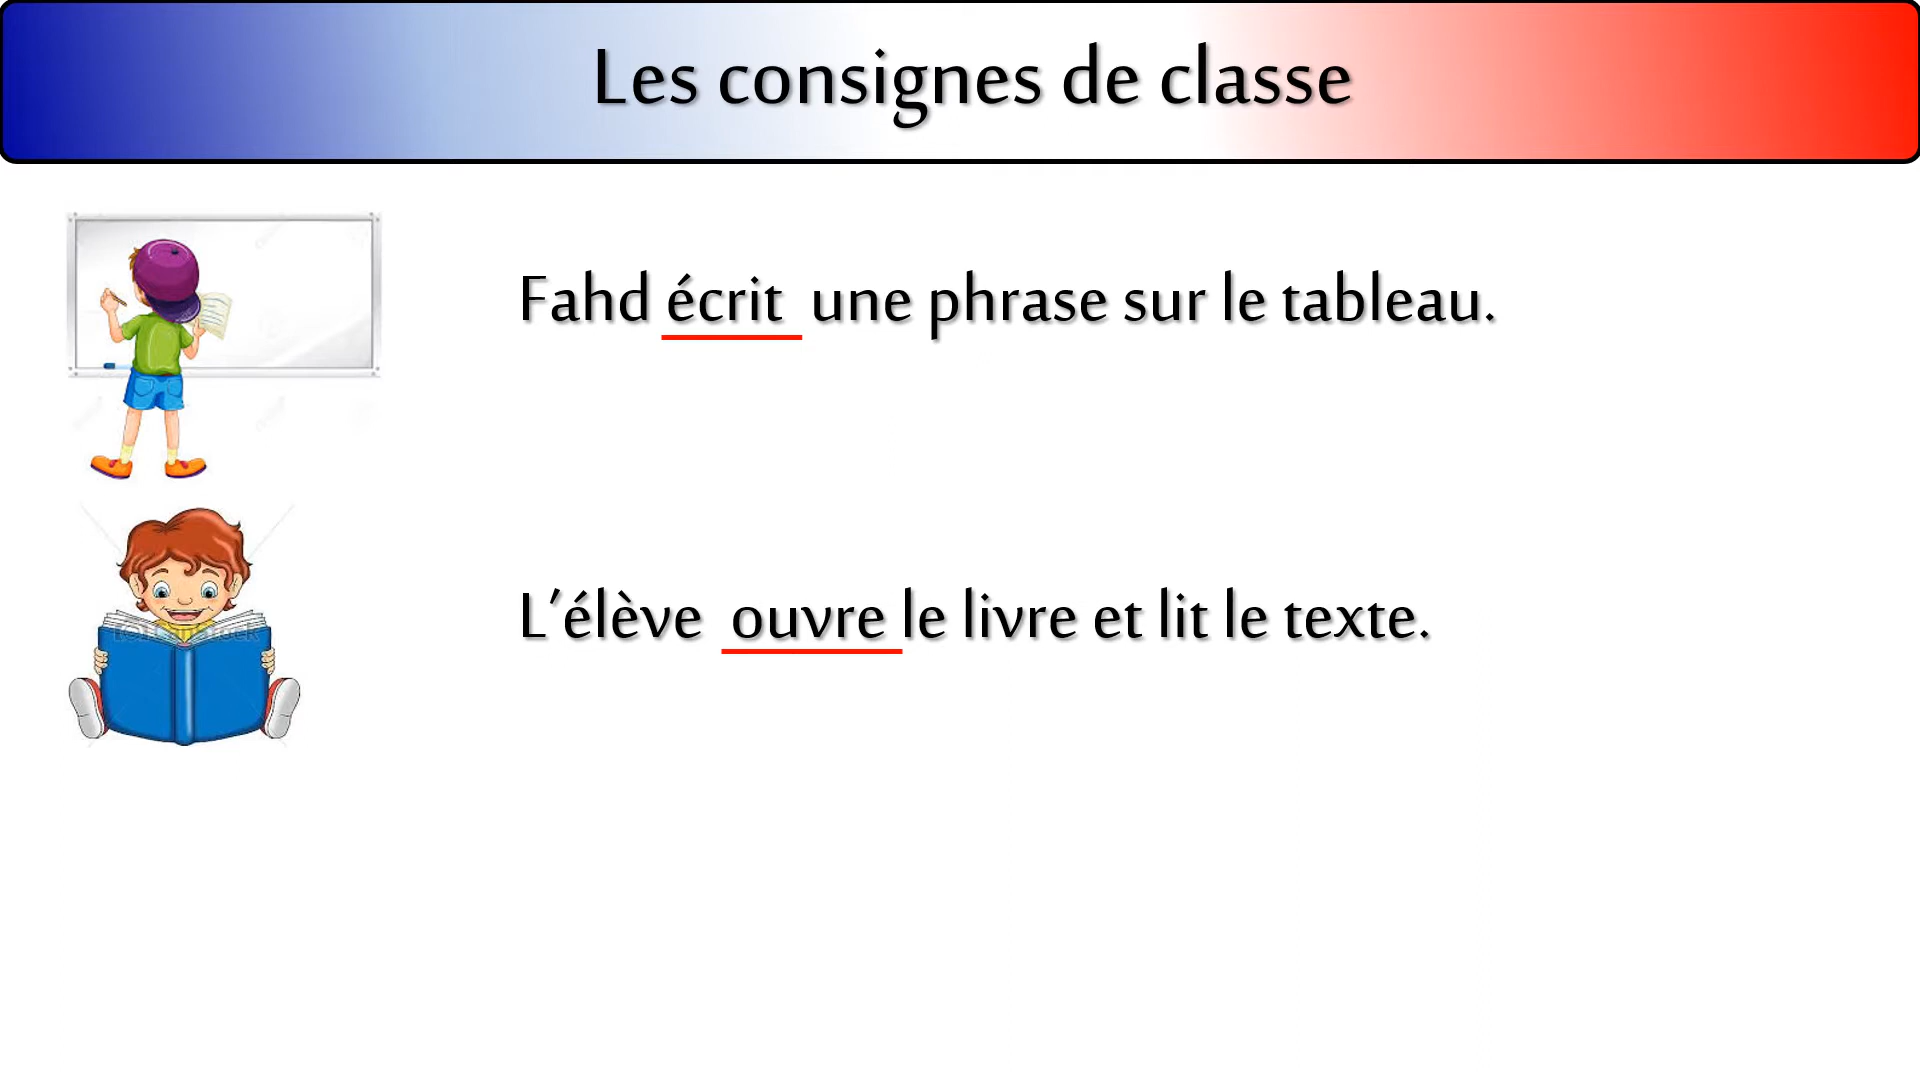 Les consignes de classe
Fahd écrit une phrase sur le tableau.
L’élève ouvre le livre et lit le texte.